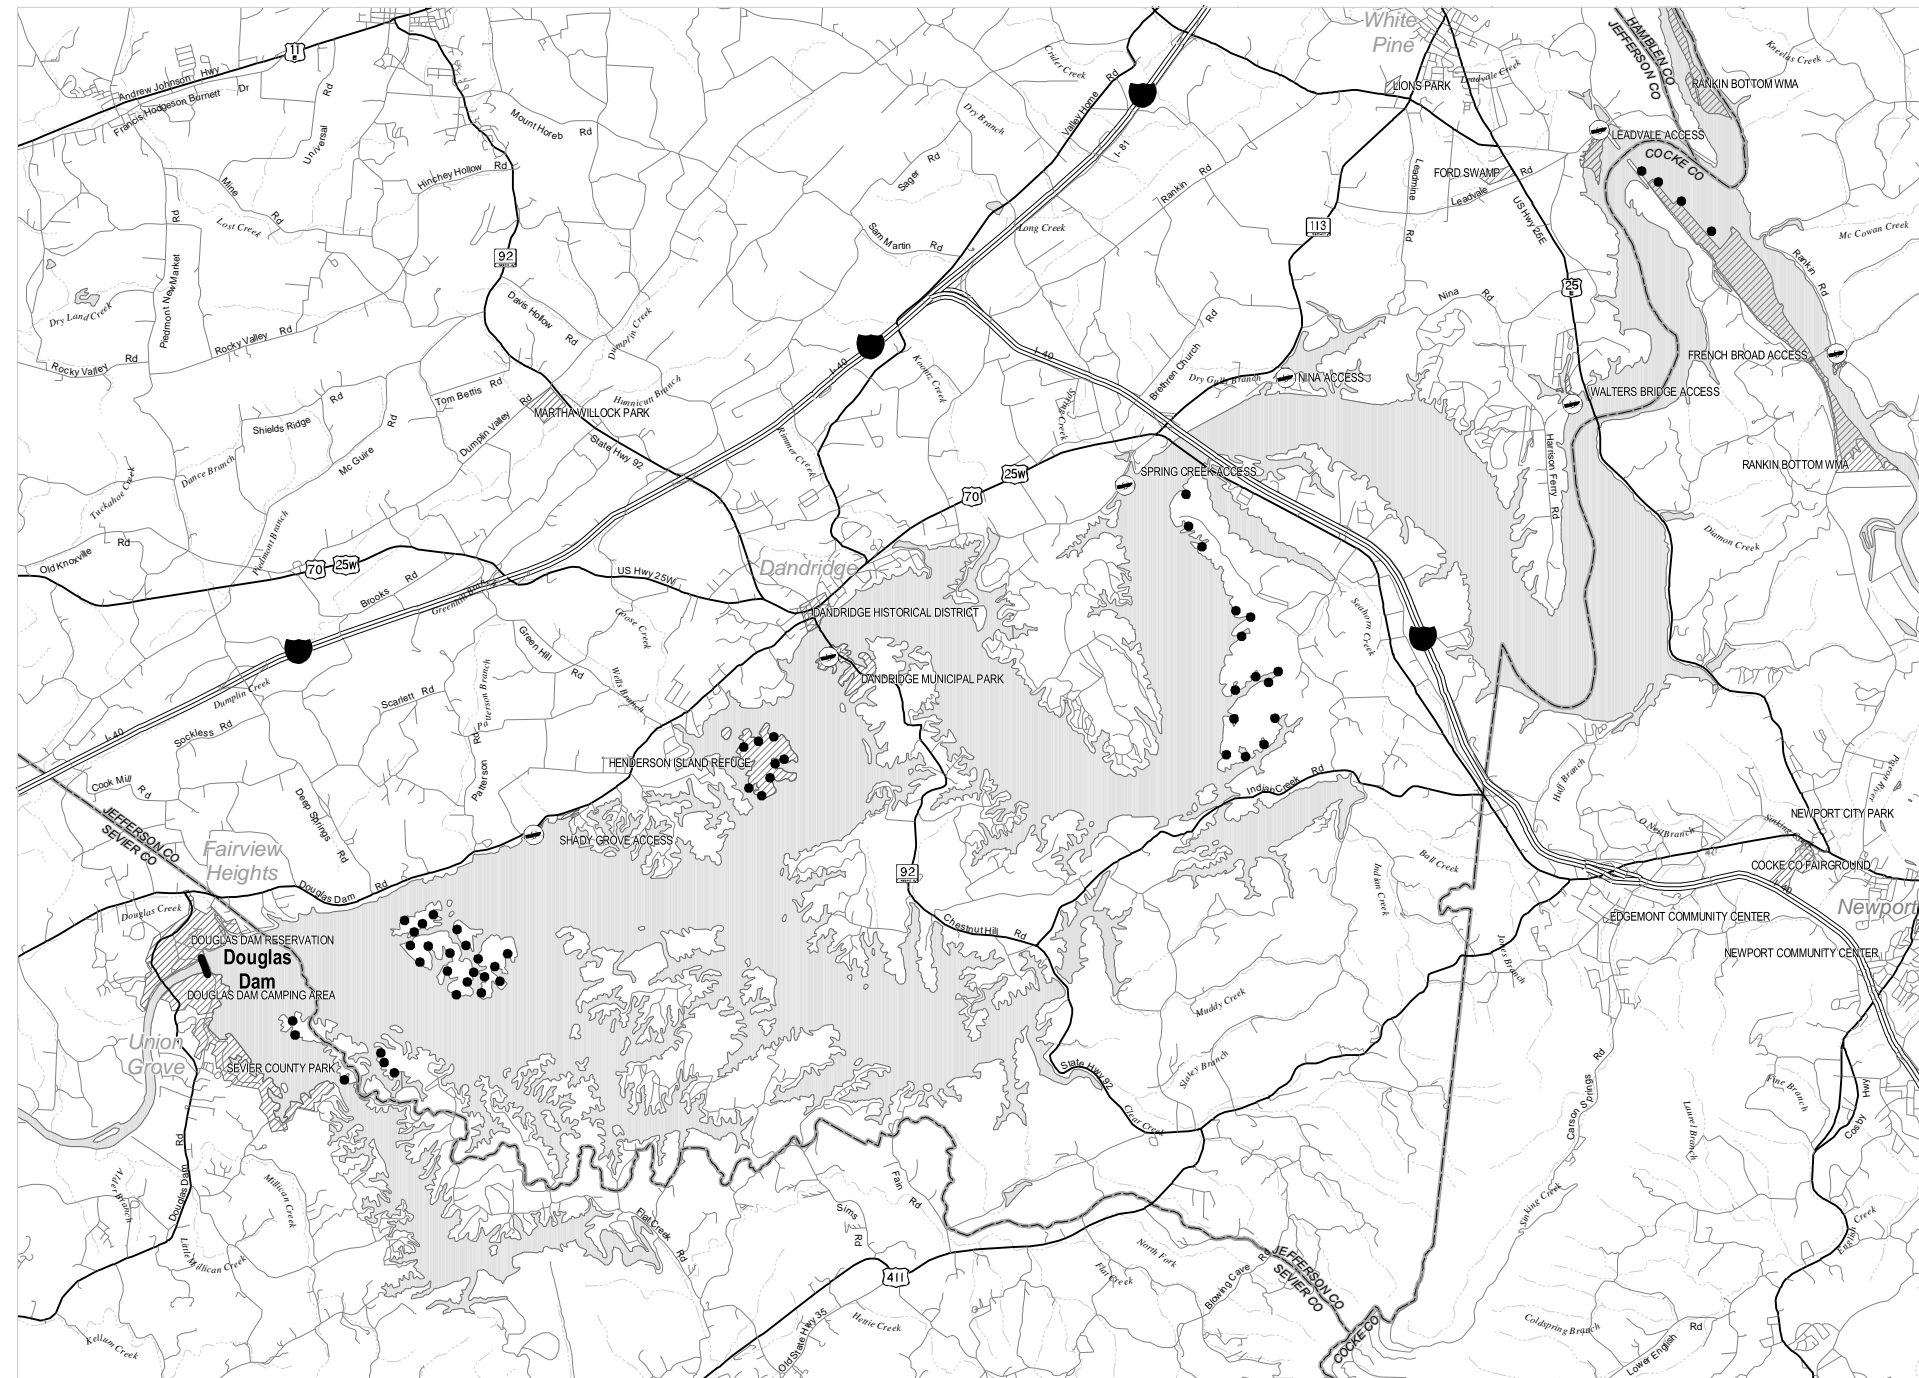 White
Pine
HAMBLEN CO
JEFFERSON CO
Kneelas Creek
11
E
Andrew Johnson Hwy
Francis Hodgeson Burnett Dr
Universal Rd
Mount Horeb Rd
Crider Creek
Valley Home Rd
Dry Branch
I-81
LIONS PARK
Leadvale Creek
RANKIN BOTTOM WMA
LEADVALE ACCESS
COCKE CO
Hinchey Hollow Rd
Mine Rd
Lost Creek
Sager Rd
Rankin Rd
Leadmine Rd
FORD SWAMP
Leadvale Rd
US Hwy 25E
Sam Martin Rd
Long Creek
113
Mc Cowan Creek
Rankin Rd
92
Piedmont New Market Rd
Dry Land Creek
Davis Hollow Rd
Dumplin Creek
Nina Rd
25
E
Rocky Valley Rd
Rocky Valley Rd
I-40
I-40
Koontz Creek
Brethren Church Rd
FRENCH BROAD ACCESS
Dry Gully Branch
NINA ACCESS
WALTERS BRIDGE ACCESS
Tom Bettis Rd
Hunnicutt Branch
MARTHA WILLOCK PARK
Dumplin Valley Rd
Shields Ridge Rd
Mc Guire Rd
State Hwy 92
Rimmer Creek
Spring Creek
Harrison Ferry Rd
Dance Branch
Tuckahoe Creek
25W
70
SPRING CREEK ACCESS
RANKIN BOTTOM WMA
Piedmont Branch
Diamon Creek
Old Knoxville Rd
70
25W
Brooks Rd
US Hwy 25W
Dandridge
DANDRIDGE HISTORICAL DISTRICT
Goose Creek
Seahorn Creek
Green Hill Rd
Wells Branch
Patterson Branch
DANDRIDGE MUNICIPAL PARK
Dumplin Creek
Scarlett Rd
I-40
Sockless Rd
Patterson Rd
HENDERSON ISLAND REFUGE
Cook Mill Rd
Deep Springs Rd
Indian Creek Rd
Huff Branch
Pigeon River
JEFFERSON CO
SEVIER CO
NEWPORT CITY PARK
SHADY GROVE ACCESS
O Neil Branch
Fairview
Heights
Ball Creek
Indian Creek
COCKE CO FAIRGROUND
I-40
92
Douglas Dam Rd
Newport
Douglas Creek
Chestnut Hill Rd
EDGEMONT COMMUNITY CENTER
DOUGLAS DAM RESERVATION
Douglas
Dam
DOUGLAS DAM CAMPING AREA
Jones Branch
NEWPORT COMMUNITY CENTER
Muddy Creek
Union
Grove
SEVIER COUNTY PARK
State Hwy 92
Slatey Branch
Clear Creek
Carson Springs Rd
Pine Branch
Laurel Branch
Cosby Hwy
Douglas Dam Rd
Millican Creek
Little Millican Creek
Fain Rd
Sims Rd
Flat Creek Rd
Sinking Creek
English Creek
North Fork
Flat Creek
Blowing Cave Rd
JEFFERSON CO
SEVIER CO
411
Old State Hwy 35
Hettie Creek
COCKE CO
Coldspring Branch
Lower English Rd
Kellum Creek